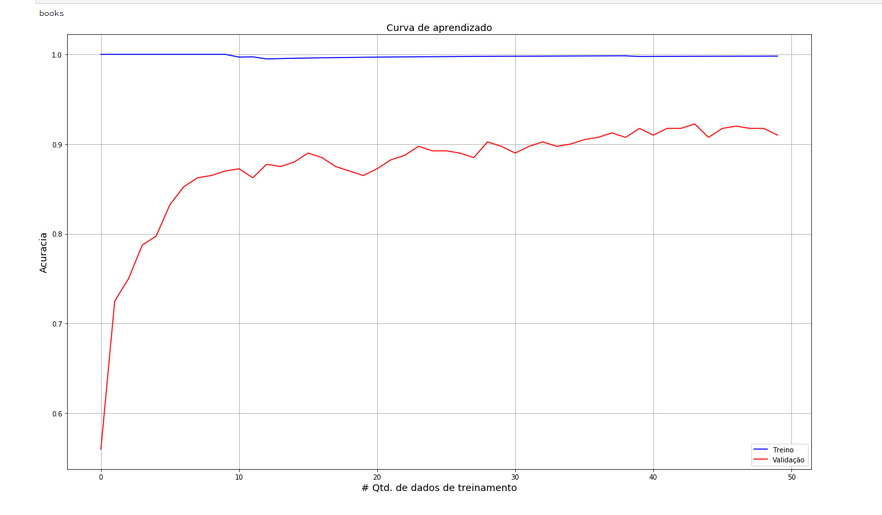 books
Curva de aprendizado
1.0
0.9
0.8
0.7
0.6
Acuracia
0 10 20 30 40 50
# Qtd. de dados de treinamento
Treino
Validação